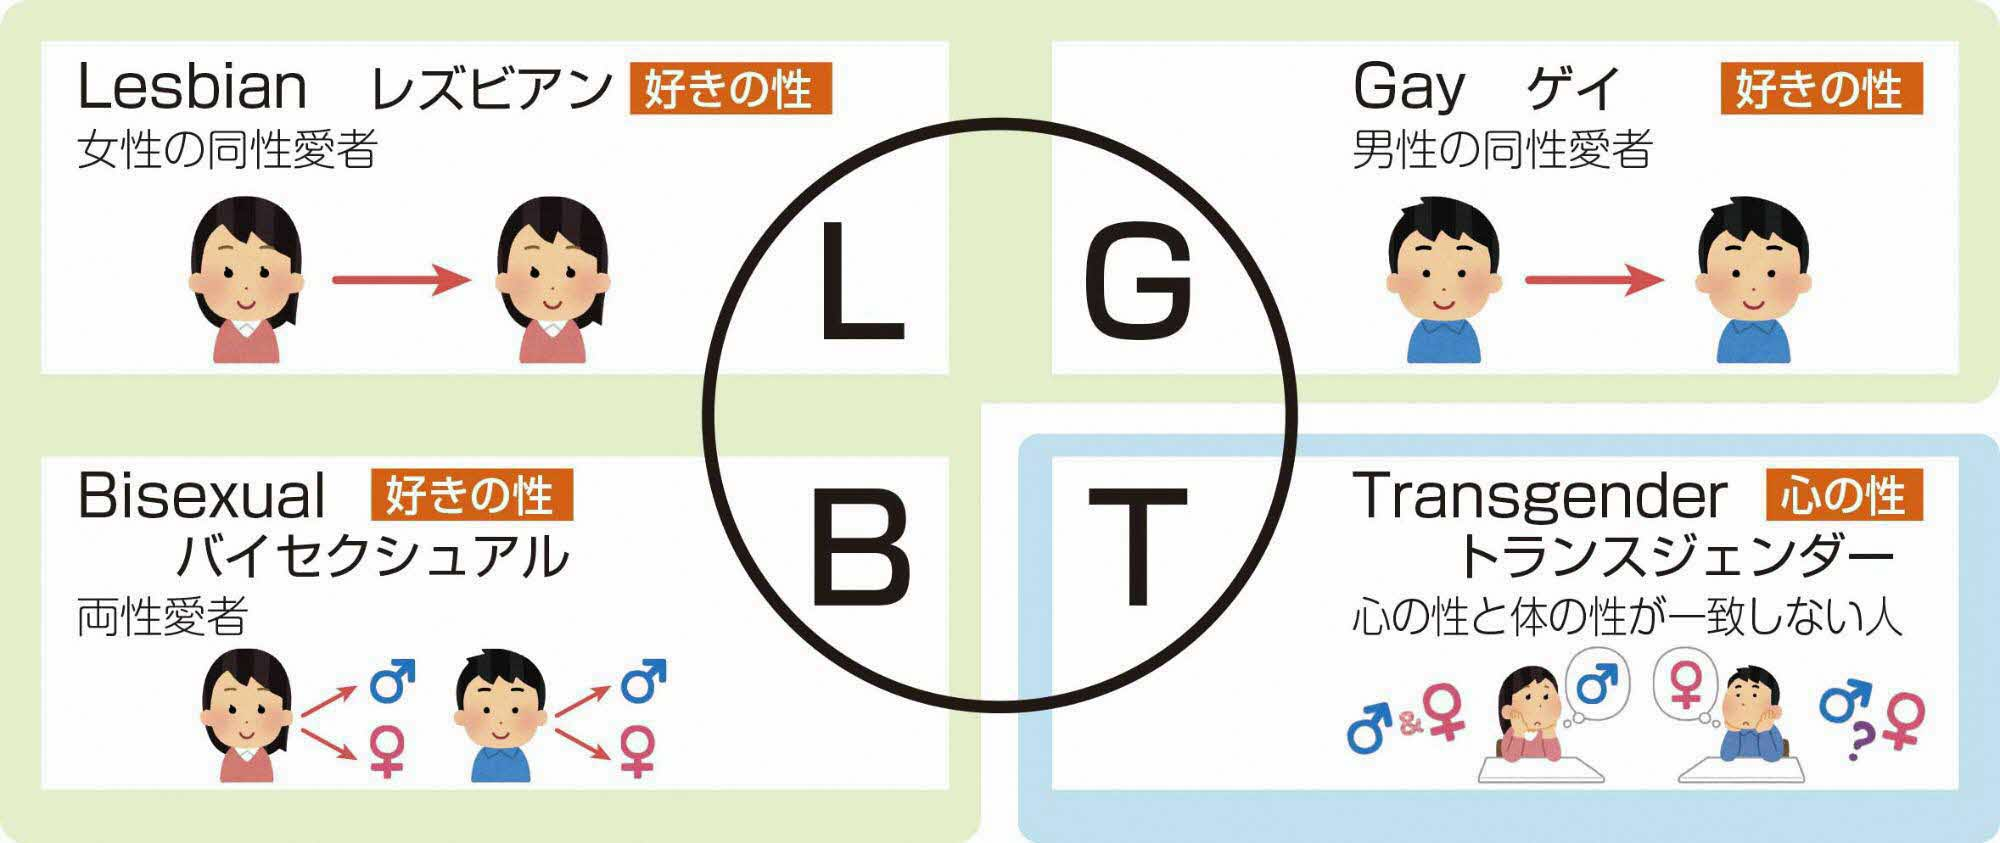 Lesbian レズビアン 好きの性
女性の同性愛者
Gay ゲイ 好きの性
男性の同性愛者
L
G
B
T
Bisexual 好きの性
バイセクシュアル
両性愛者
Transgender 心の性
トランスジェンダー
心の性と体の性が一致しない人
♂
♀
♂
♀
♂&♀
♂
♀
♂?♀